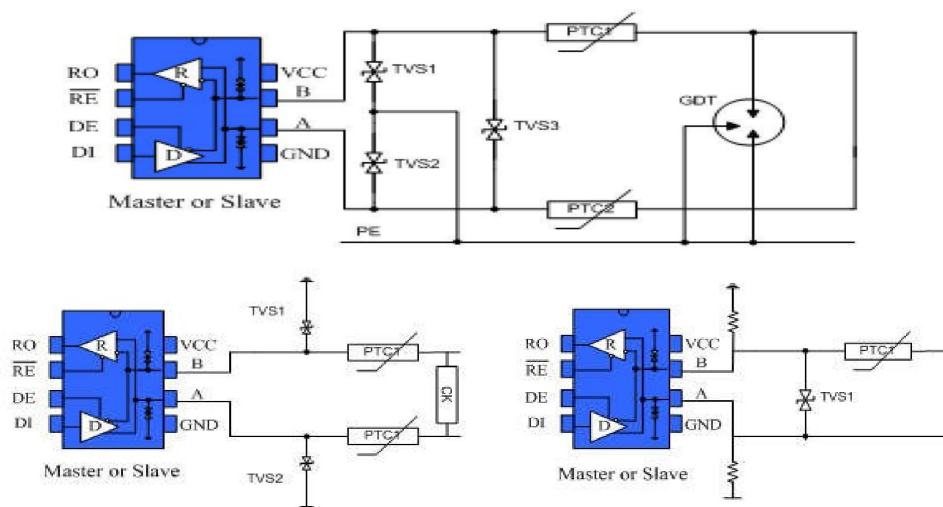 PTC1
RO
VCC
TVS1
R
RE
B
GDT
DE
A
TVS3
DI
D
GND
TVS2
Master or Slave
PTC2
PE
TVS1
RO
R
VCC
PTC1
RE
B
DE
A
CK
DI
D
GND
PTC1
Master or Slave
TVS2
RO
R
VCC
PTC1
RE
B
DE
A
TVS1
DI
D
GND
Master or Slave